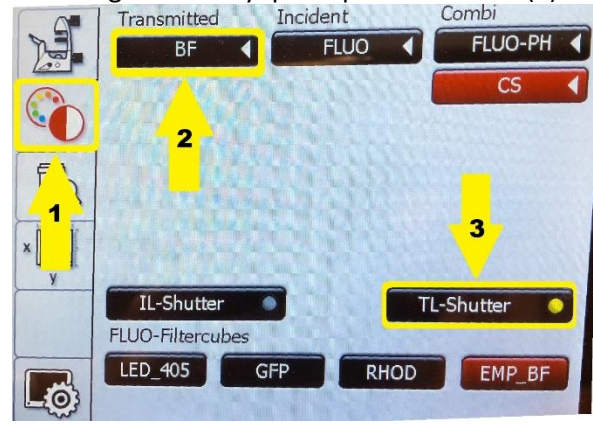 Transmitted Incident Combi
BF FLUO FLUO-PH
CS
2
1
3
x
y
IL-Shutter TL-Shutter
FLUO-Filtercubes
LED_405 GFP RHOD EMP_BF